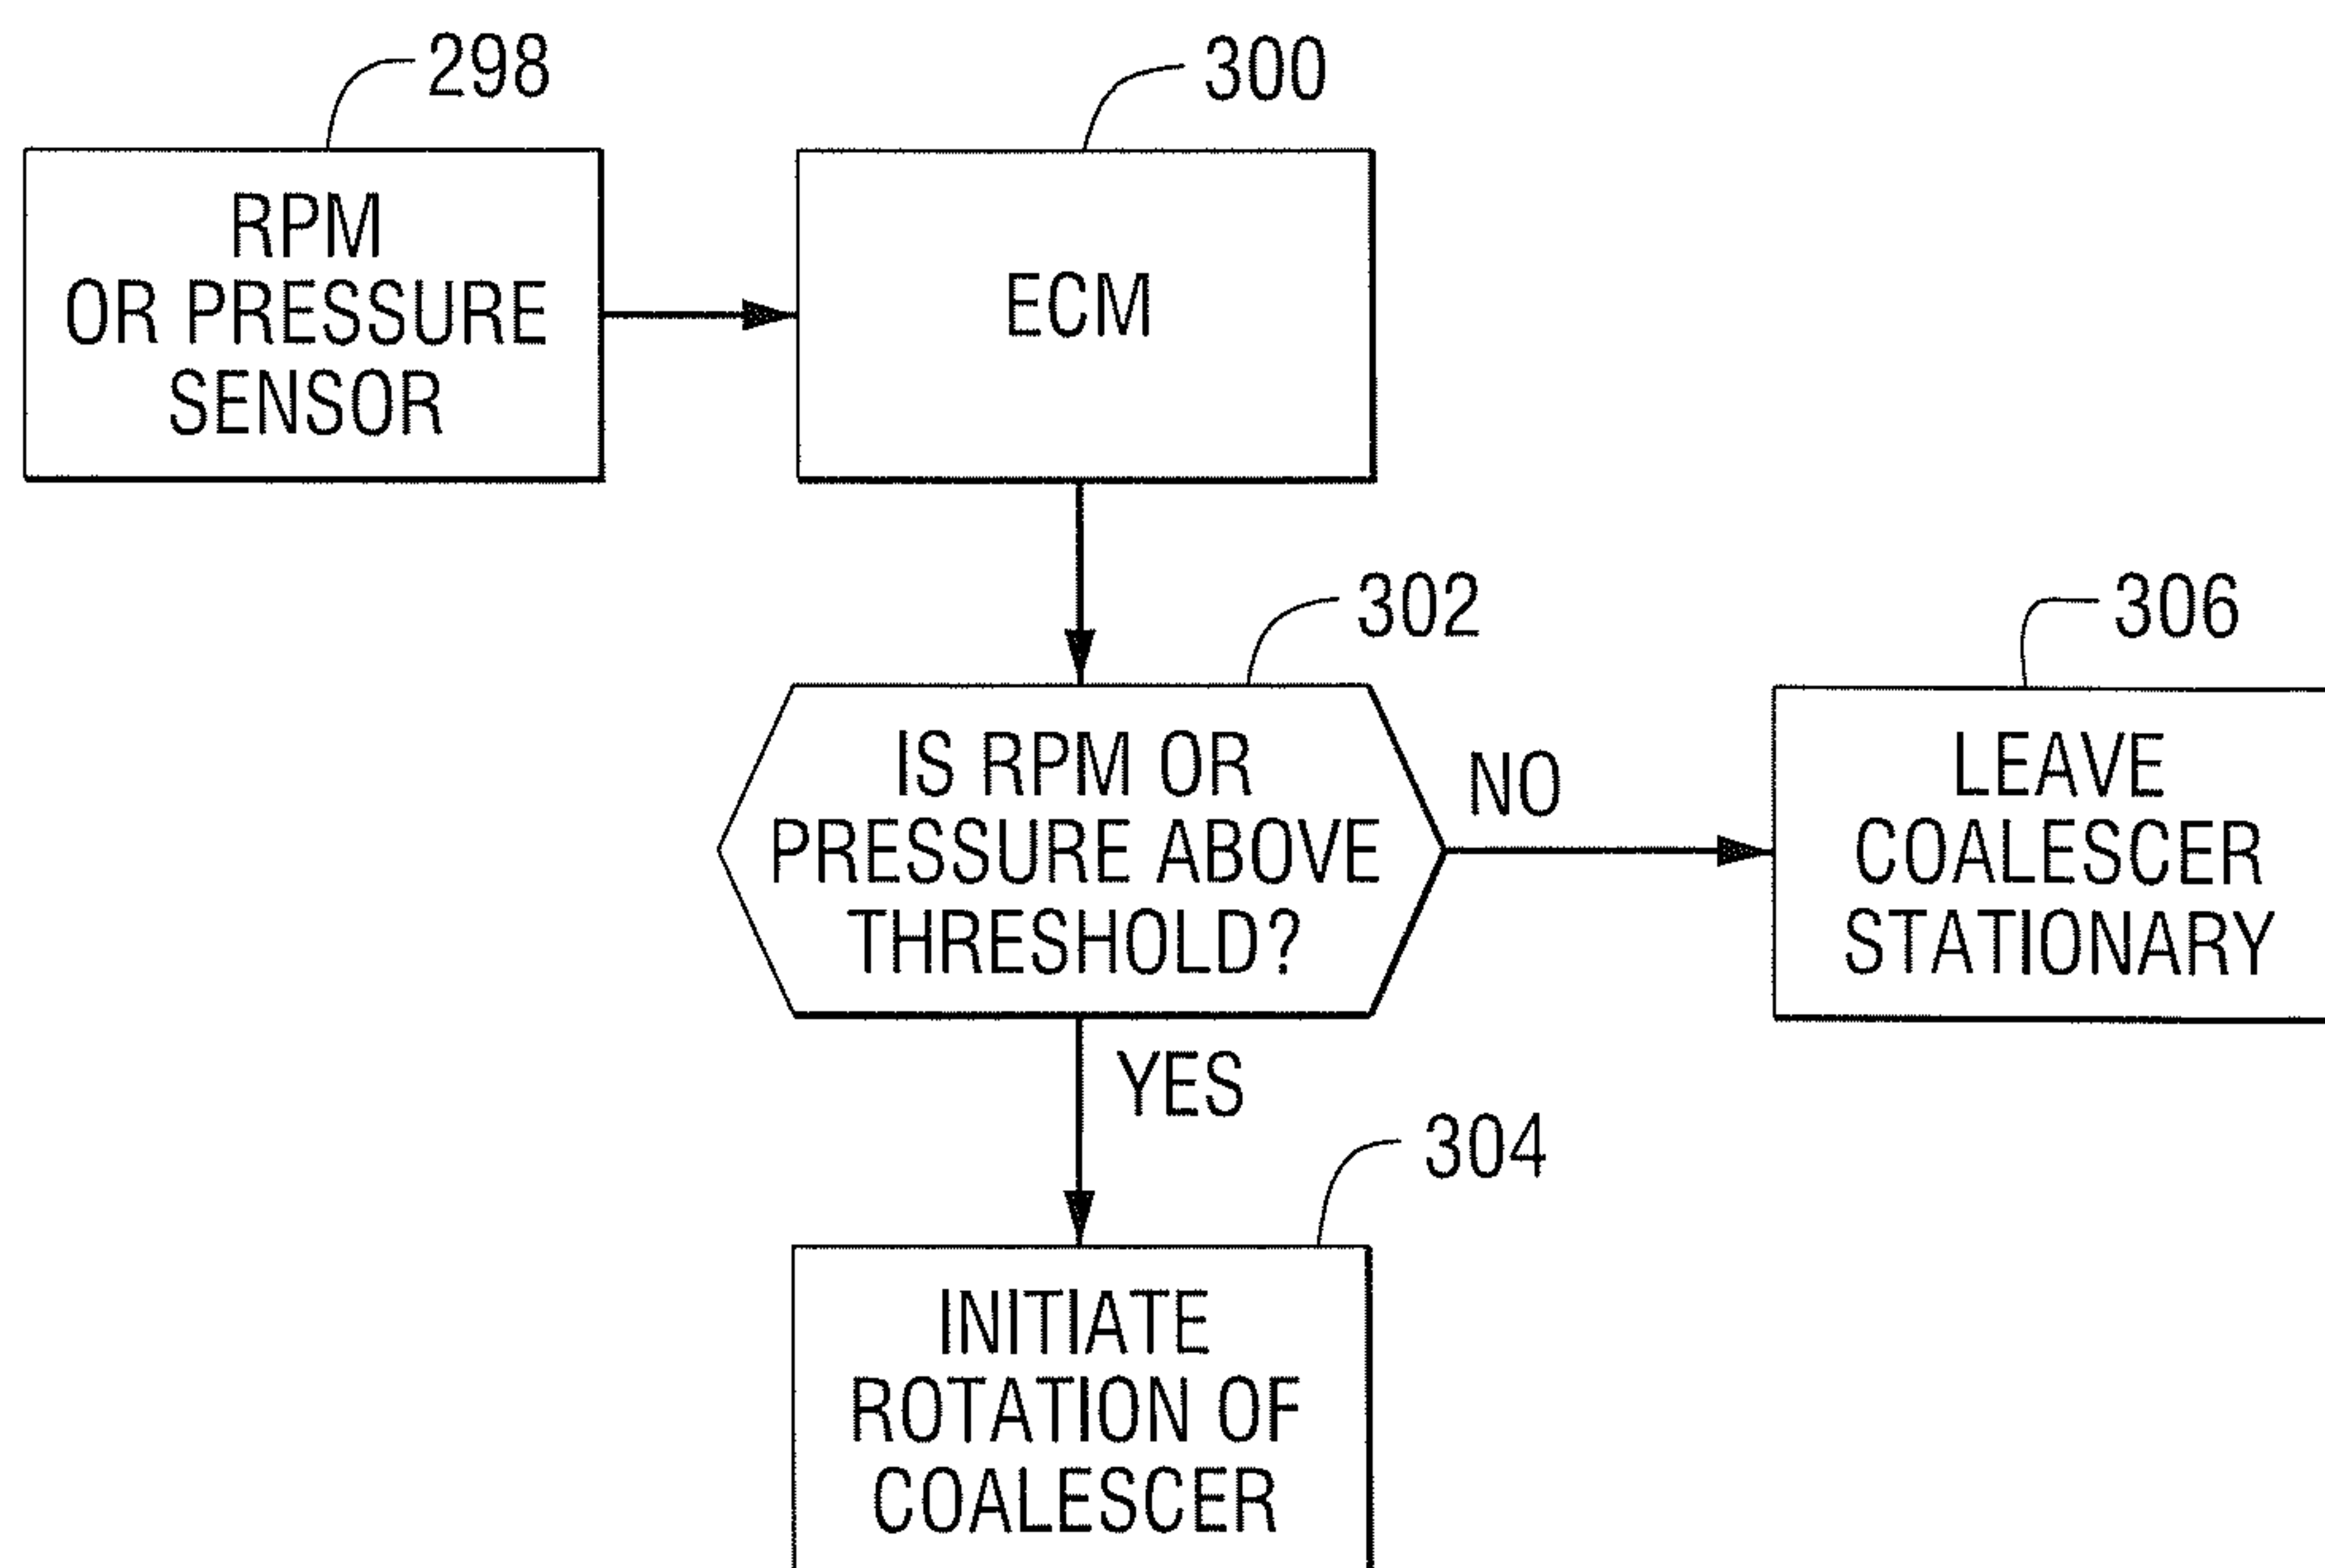 298
RPM
OR PRESSURE
SENSOR
300
ECM
302
IS RPM OR
PRESSURE ABOVE
THRESHOLD?
NO
306
LEAVE
COALESCER
STATIONARY
YES
304
INITIATE
ROTATION OF
COALESCER